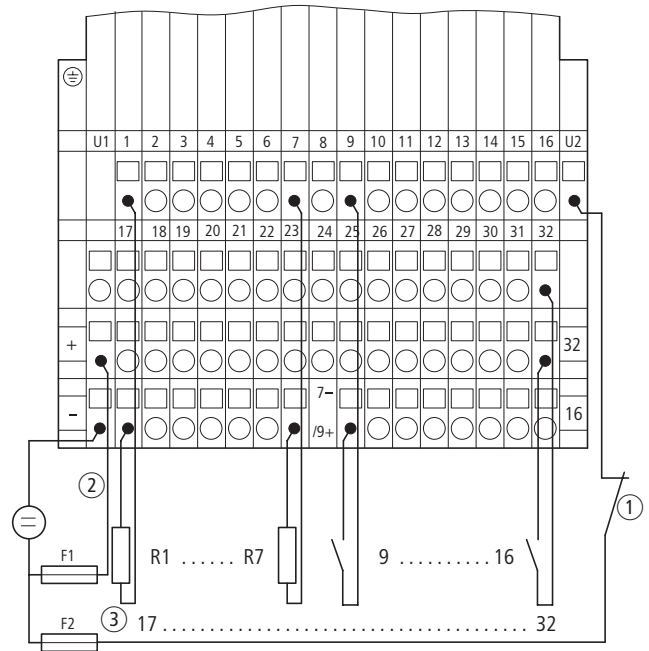 U1 1 2 3 4 5 6 7 8 9 10 11 12 13 14 15 16 U2
17 18 19 20 21 22 23 24 25 26 27 28 29 30 31 32
+ 32
7–
– /9+ 16
2
1
F1 R1 ...... R7 9 .......... 16
3 17 .................................... 32
F2